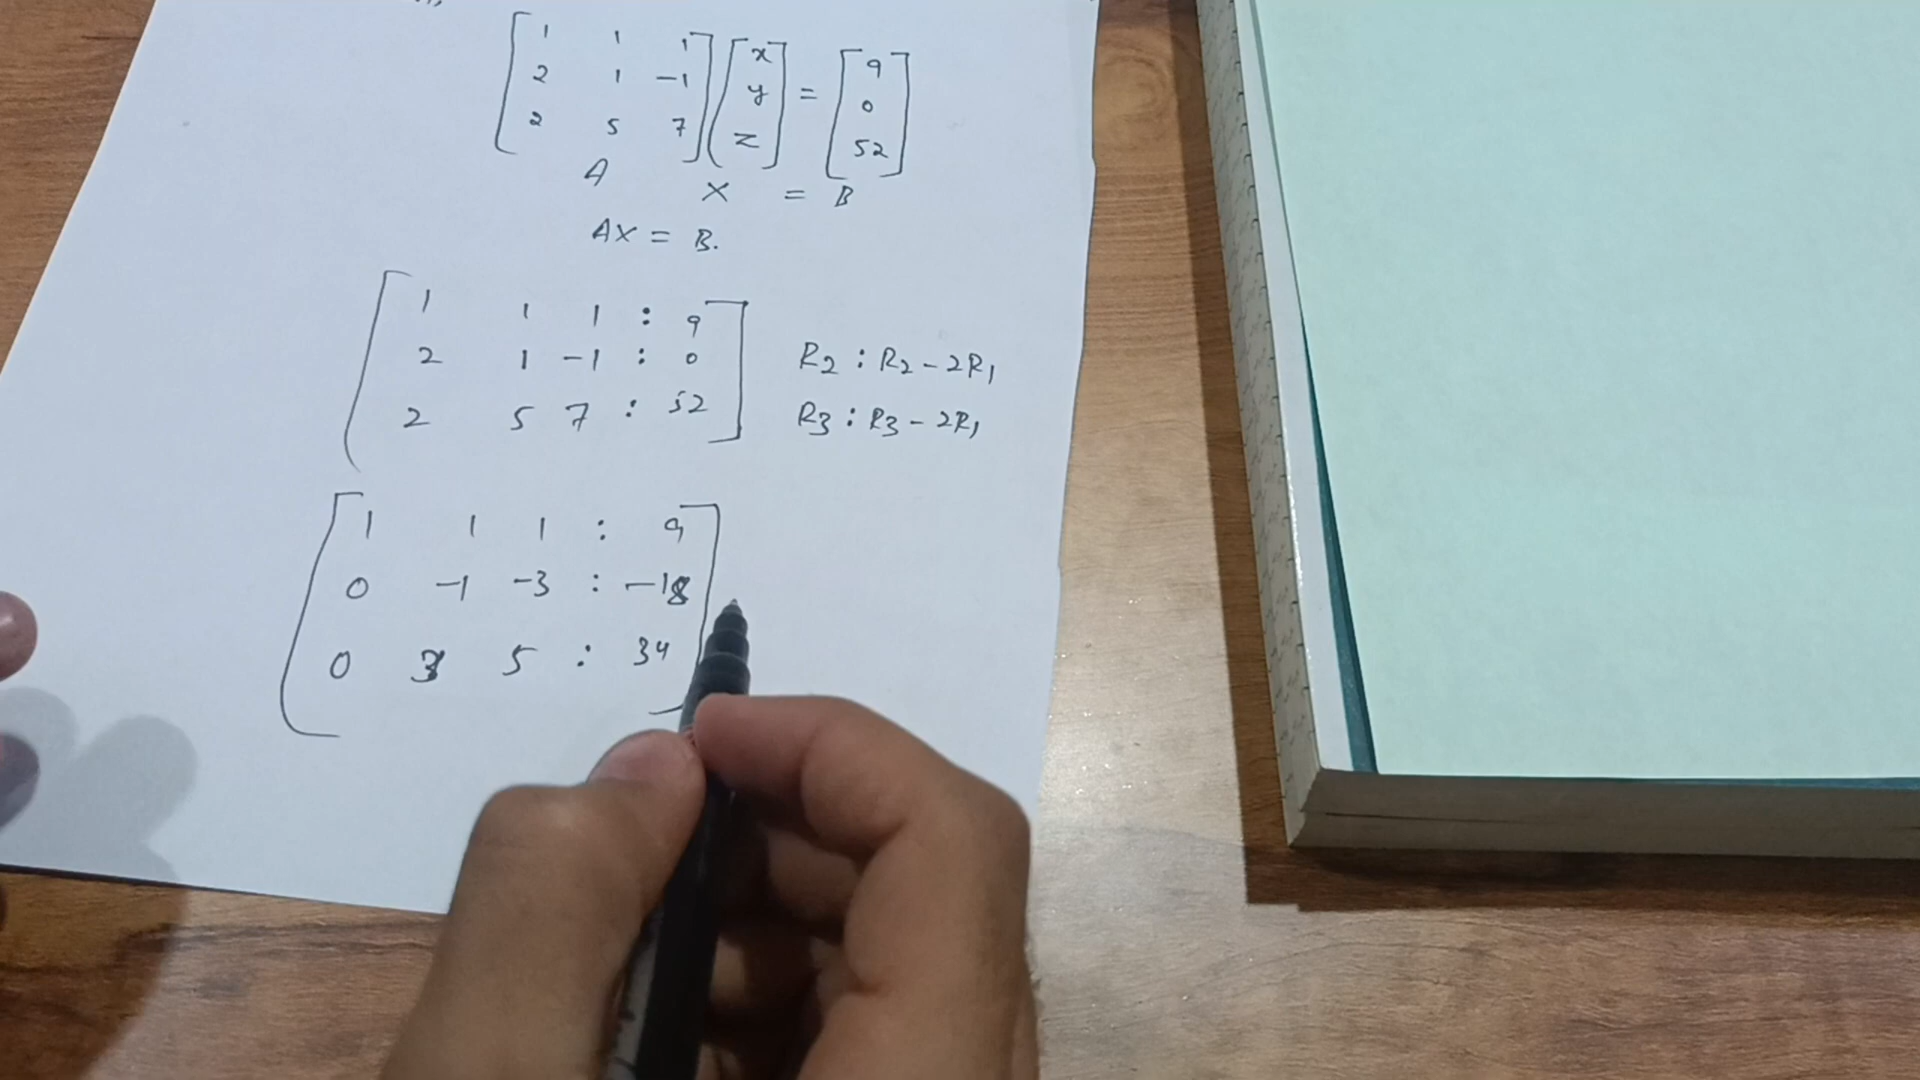 [1 1 1] [x] = [9]
[2 1 -1] [y] [0]
[2 5 7] [z] [52]
A X = B
AX = B.
[1 1 1 : 9]
[2 1 -1 : 0] R2 : R2 - 2R1
[2 5 7 : 52] R3 : R3 - 2R1
[1 1 1 : 9]
[0 -1 -3 : -18]
[0 3 5 : 34]